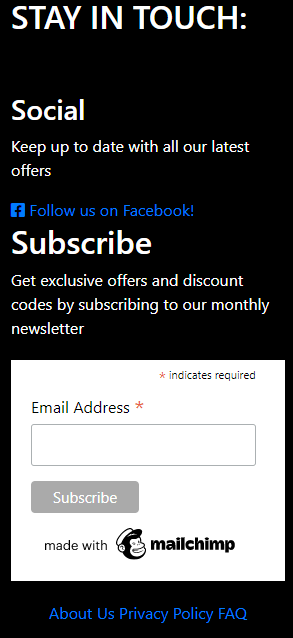 STAY IN TOUCH:
Social
Keep up to date with all our latest
offers
Follow us on Facebook!
Subscribe
Get exclusive offers and discount
codes by subscribing to our monthly
newsletter
* indicates required
Email Address *
Subscribe
made with mailchimp
About Us Privacy Policy FAQ